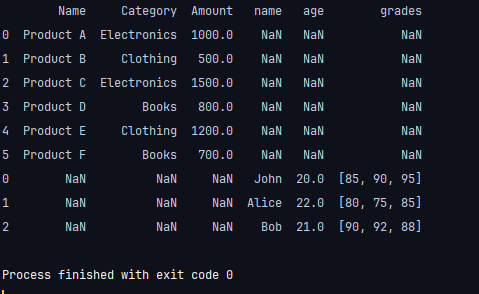 Name Category Amount name age grades
0 Product A Electronics 1000.0 NaN NaN NaN
1 Product B Clothing 500.0 NaN NaN NaN
2 Product C Electronics 1500.0 NaN NaN NaN
3 Product D Books 800.0 NaN NaN NaN
4 Product E Clothing 1200.0 NaN NaN NaN
5 Product F Books 700.0 NaN NaN NaN
0 NaN NaN NaN John 20.0 [85, 90, 95]
1 NaN NaN NaN Alice 22.0 [80, 75, 85]
2 NaN NaN NaN Bob 21.0 [90, 92, 88]
Process finished with exit code 0